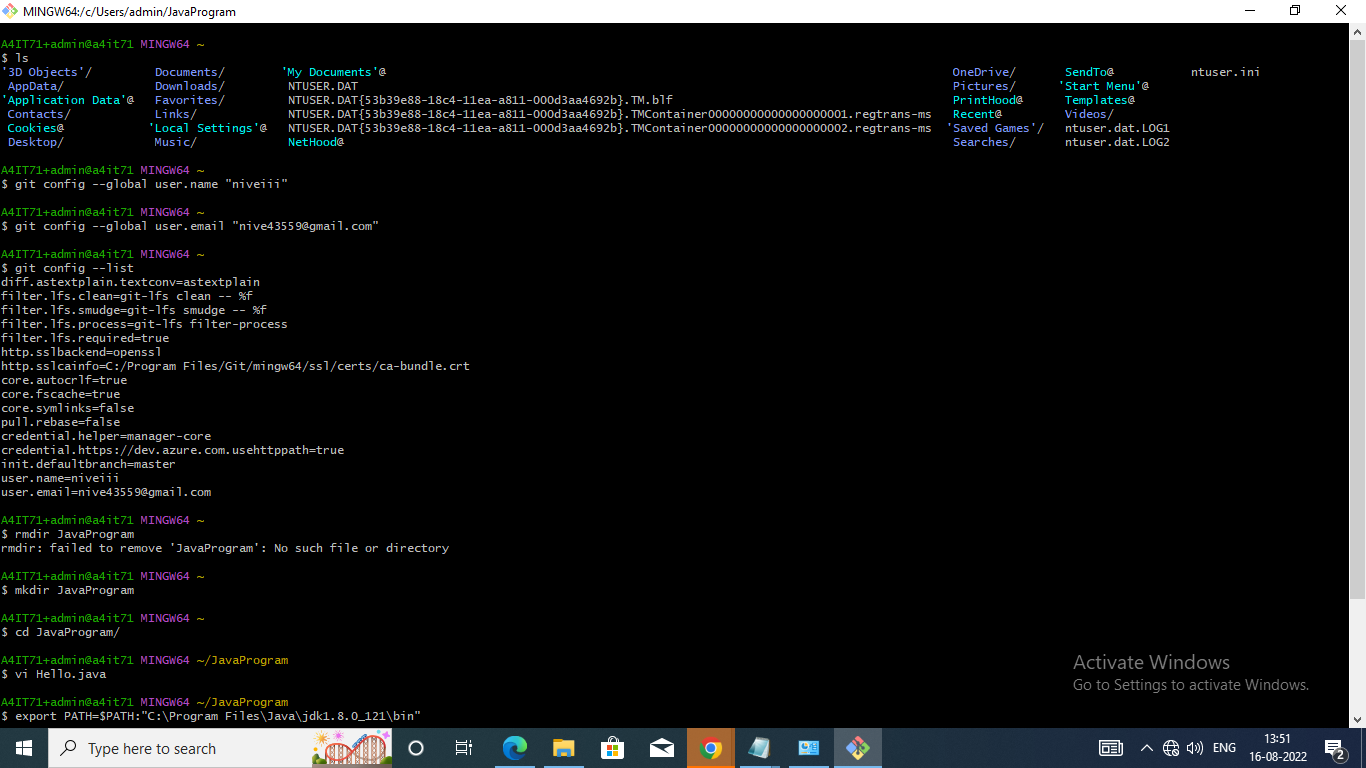 MINGW64:/c/Users/admin/JavaProgram
A4IT71+admin@a4it71 MINGW64 ~
$ ls
'3D Objects'/ Documents/ 'My Documents'@ OneDrive/ SendTo@ ntuser.ini
AppData/ Downloads/ NTUSER.DAT Pictures/ 'Start Menu'@
'Application Data'@ Favorites/ NTUSER.DAT{53b39e88-18c4-11ea-a811-000d3aa4692b}.TM.blf PrintHood@ Templates@
Contacts/ Links/ NTUSER.DAT{53b39e88-18c4-11ea-a811-000d3aa4692b}.TMContainer00000000000000000001.regtrans-ms Recent@ Videos/
Cookies@ 'Local Settings'@ NTUSER.DAT{53b39e88-18c4-11ea-a811-000d3aa4692b}.TMContainer00000000000000000002.regtrans-ms 'Saved Games'/ ntuser.dat.LOG1
Desktop/ Music/ NetHood@ Searches/ ntuser.dat.LOG2
A4IT71+admin@a4it71 MINGW64 ~
$ git config --global user.name "niveiii"
A4IT71+admin@a4it71 MINGW64 ~
$ git config --global user.email "nive43559@gmail.com"
A4IT71+admin@a4it71 MINGW64 ~
$ git config --list
diff.astextplain.textconv=astextplain
filter.lfs.clean=git-lfs clean -- %f
filter.lfs.smudge=git-lfs smudge -- %f
filter.lfs.process=git-lfs filter-process
filter.lfs.required=true
http.sslbackend=openssl
http.sslcainfo=C:/Program Files/Git/mingw64/ssl/certs/ca-bundle.crt
core.autocrlf=true
core.fscache=true
core.symlinks=false
pull.rebase=false
credential.helper=manager-core
credential.https://dev.azure.com.usehttppath=true
init.defaultbranch=master
user.name=niveiii
user.email=nive43559@gmail.com
A4IT71+admin@a4it71 MINGW64 ~
$ rmdir JavaProgram
rmdir: failed to remove 'JavaProgram': No such file or directory
A4IT71+admin@a4it71 MINGW64 ~
$ mkdir JavaProgram
A4IT71+admin@a4it71 MINGW64 ~
$ cd JavaProgram/
A4IT71+admin@a4it71 MINGW64 ~/JavaProgram
$ vi Hello.java
A4IT71+admin@a4it71 MINGW64 ~/JavaProgram
$ export PATH=$PATH:"C:\Program Files\Java\jdk1.8.0_121\bin"
Activate Windows
Go to Settings to activate Windows.
Type here to search
ENG
13:51
16-08-2022
2